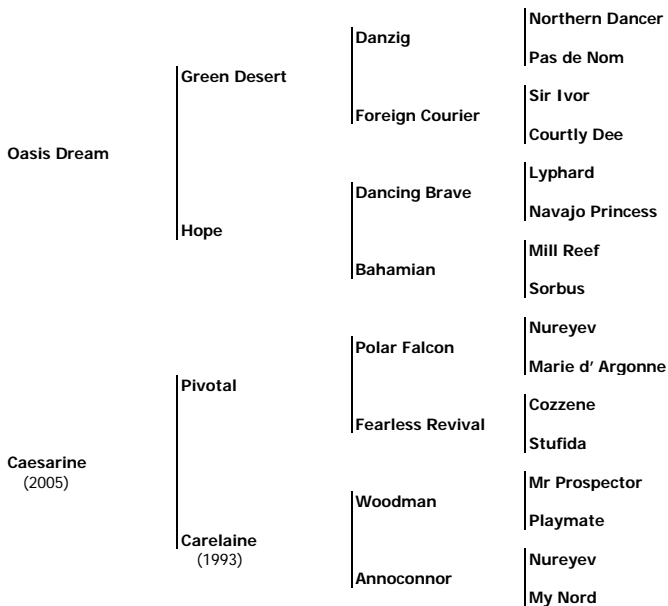 Northern Dancer
Danzig
Pas de Nom
Green Desert
Sir Ivor
Foreign Courier
Courtly Dee
Oasis Dream
Lyphard
Dancing Brave
Navajo Princess
Hope
Mill Reef
Bahamian
Sorbus
Nureyev
Polar Falcon
Marie d' Argonne
Pivotal
Cozzene
Fearless Revival
Stufida
Caesarine
(2005)
Mr Prospector
Woodman
Playmate
Carelaine
(1993)
Nureyev
Annoconnor
My Nord